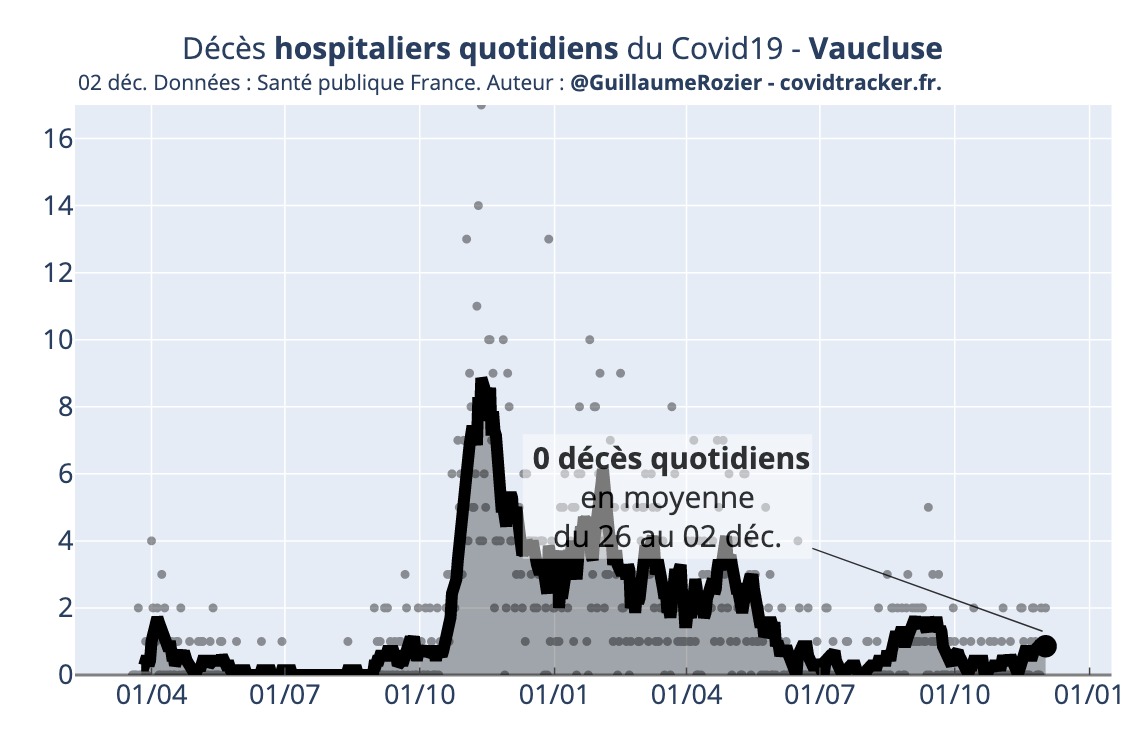 Décès hospitaliers quotidiens du Covid19 - Vaucluse
02 déc. Données : Santé publique France. Auteur : @GuillaumeRozier - covidtracker.fr.
16
14
12
10
8
6
4
2
0
0 décès quotidiens
en moyenne
du 26 au 02 déc.
01/04 01/07 01/10 01/01 01/04 01/07 01/10 01/01